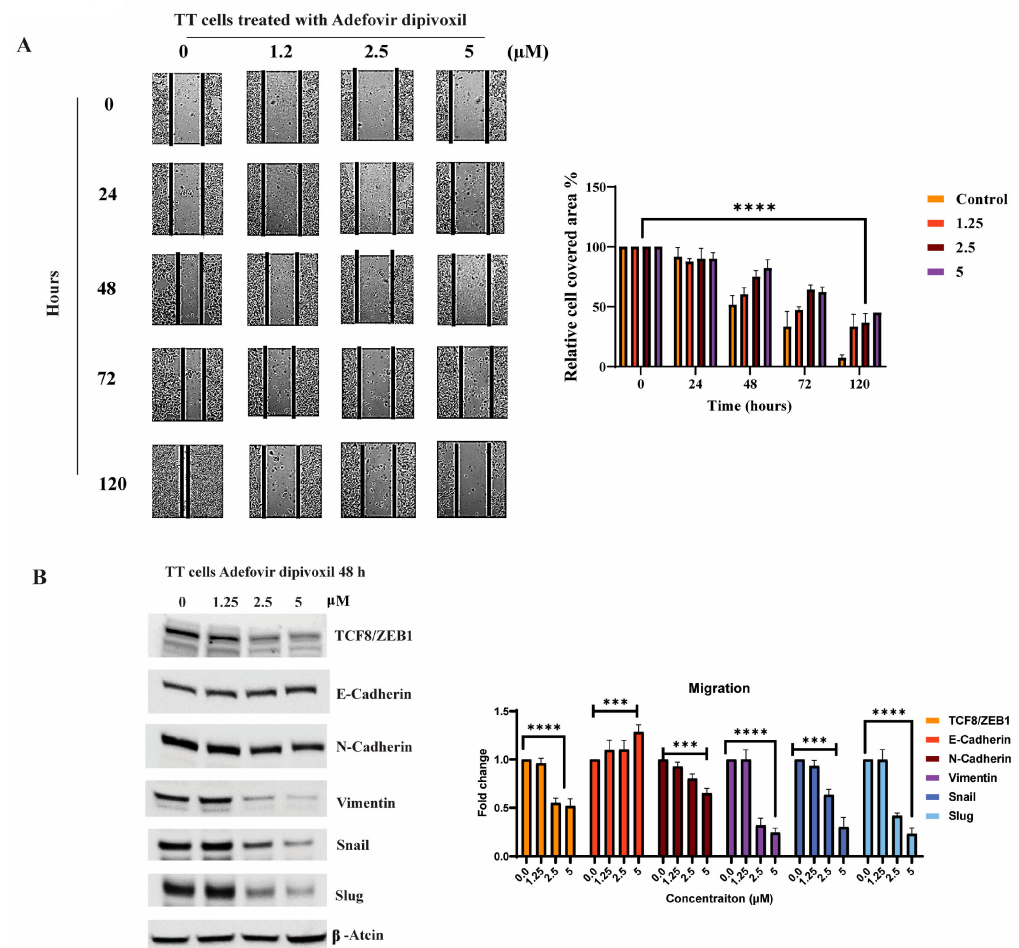 TT cells treated with Adefovir dipivoxil
A
0 1.2 2.5 5 (µM)
Hours
0
24
48
72
120
Relative cell covered area %
150
100
50
0
****
0 24 48 72 120
Time (hours)
Control
1.25
2.5
5
B
TT cells Adefovir dipivoxil 48 h
0 1.25 2.5 5 µM
TCF8/ZEB1
E-Cadherin
N-Cadherin
Vimentin
Snail
Slug
β -Atcin
Migration
Fold change
1.5
1.0
0.5
0.0
**** *** *** **** *** ****
0.0 1.25 2.5 5 0.0 1.25 2.5 5 0.0 1.25 2.5 5 0.0 1.25 2.5 5 0.0 1.25 2.5 5 0.0 1.25 2.5 5
Concentraiton (µM)
TCF8/ZEB1
E-Cadherin
N-Cadherin
Vimentin
Snail
Slug